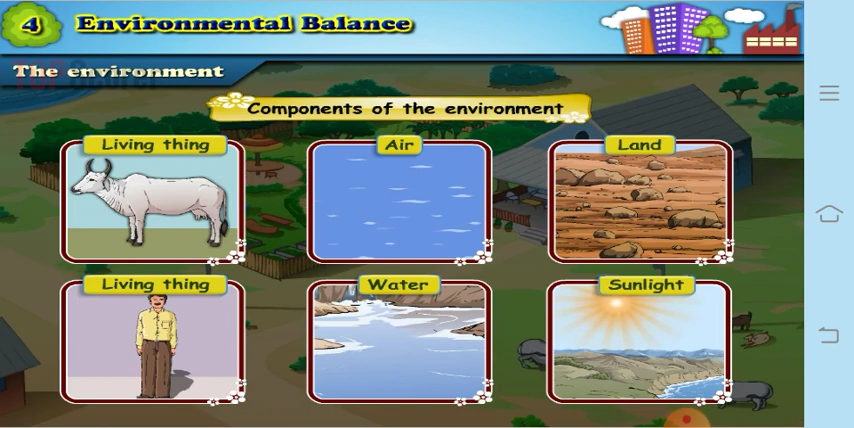 4 Environmental Balance
The environment
Components of the environment
Living thing
Air
Land
Living thing
Water
Sunlight